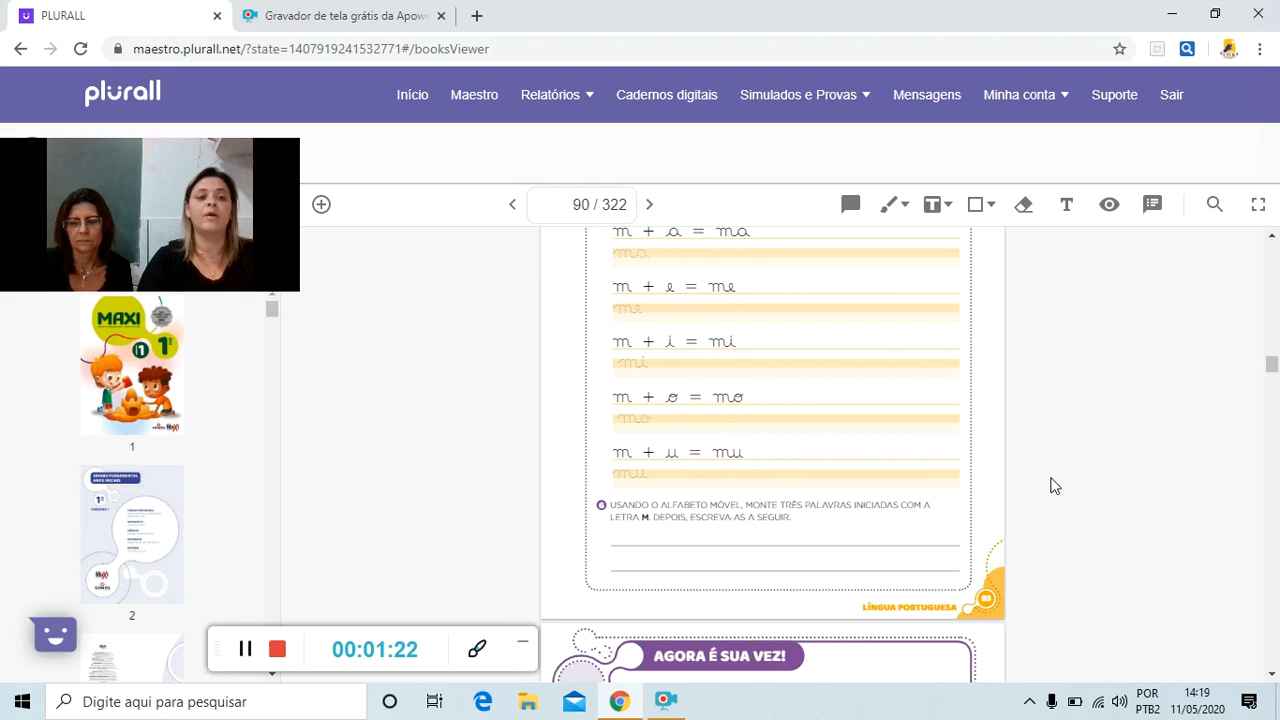 PLURALL
Gravador de tela grátis da Apowe
maestro.plurall.net/?state=1407919241532771#/booksViewer
plurall
Início
Maestro
Relatórios
Cadernos digitais
Simulados e Provas
Mensagens
Minha conta
Suporte
Sair
90 / 322
m + a = ma
ma
m + e = me
me
m + i = mi
mi
m + o = mo
mo
m + u = mu
mu
USANDO O ALFABETO MÓVEL, MONTE TRÊS PALAVRAS INICIADAS COM A
LETRA M. DEPOIS, ESCREVA-AS A SEGUIR.
LÍNGUA PORTUGUESA
AGORA É SUA VEZ!
MAXI
1
2
00:01:22
Digite aqui para pesquisar
POR
PTB2
14:19
11/05/2020